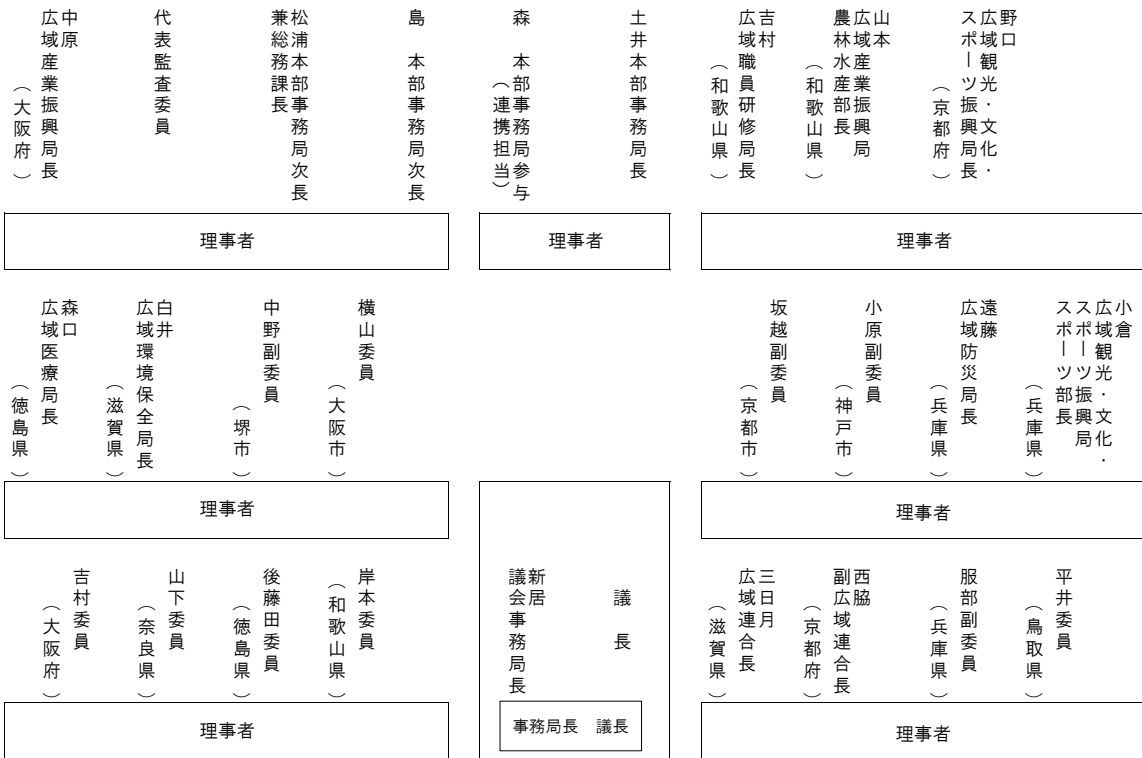 野口
広域観光・文化・
スポーツ振興局長
（京都府）
山本
広域産業振興局
農林水産部長
（和歌山県）
吉村
広域職員研修局長
（和歌山県）
土井本部事務局長
森　本部事務局参与
（連携担当）
島　本部事務局次長
松浦本部事務局次長
兼総務課長
代表監査委員
中原
広域産業振興局長
（大阪府）
理事者
理事者
理事者
小倉
広域観光・文化・
スポーツ振興局
スポーツ部長
（兵庫県）
遠藤
広域防災局長
（兵庫県）
小原副委員
（神戸市）
坂越副委員
（京都市）
横山委員
（大阪市）
中野副委員
（堺市）
白井
広域環境保全局長
（滋賀県）
森口
広域医療局長
（徳島県）
理事者
理事者
平井委員
（鳥取県）
服部副委員
（兵庫県）
西脇
副広域連合長
（京都府）
三日月
広域連合長
（滋賀県）
議　長
新居
議会事務局長
岸本委員
（和歌山県）
後藤田委員
（徳島県）
山下委員
（奈良県）
吉村委員
（大阪府）
理事者
事務局長　議長
理事者